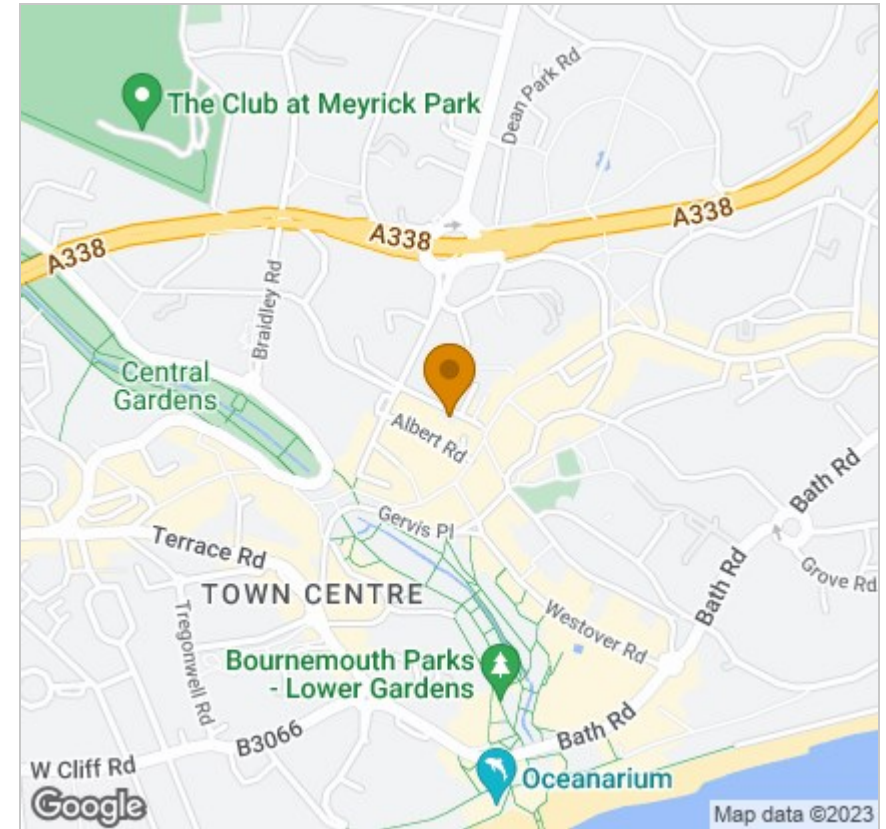 The Club at Meyrick Park
Dean Park Rd
A338
A338
A338
Braidley Rd
Central
Gardens
Albert Rd
Gervis Pl
Bath Rd
Terrace Rd
Grove Rd
Bath Rd
TOWN CENTRE
Tregonwell Rd
Westover Rd
Bournemouth Parks
- Lower Gardens
Bath Rd
B3066
W Cliff Rd
Oceanarium
Google
Map data ©2023